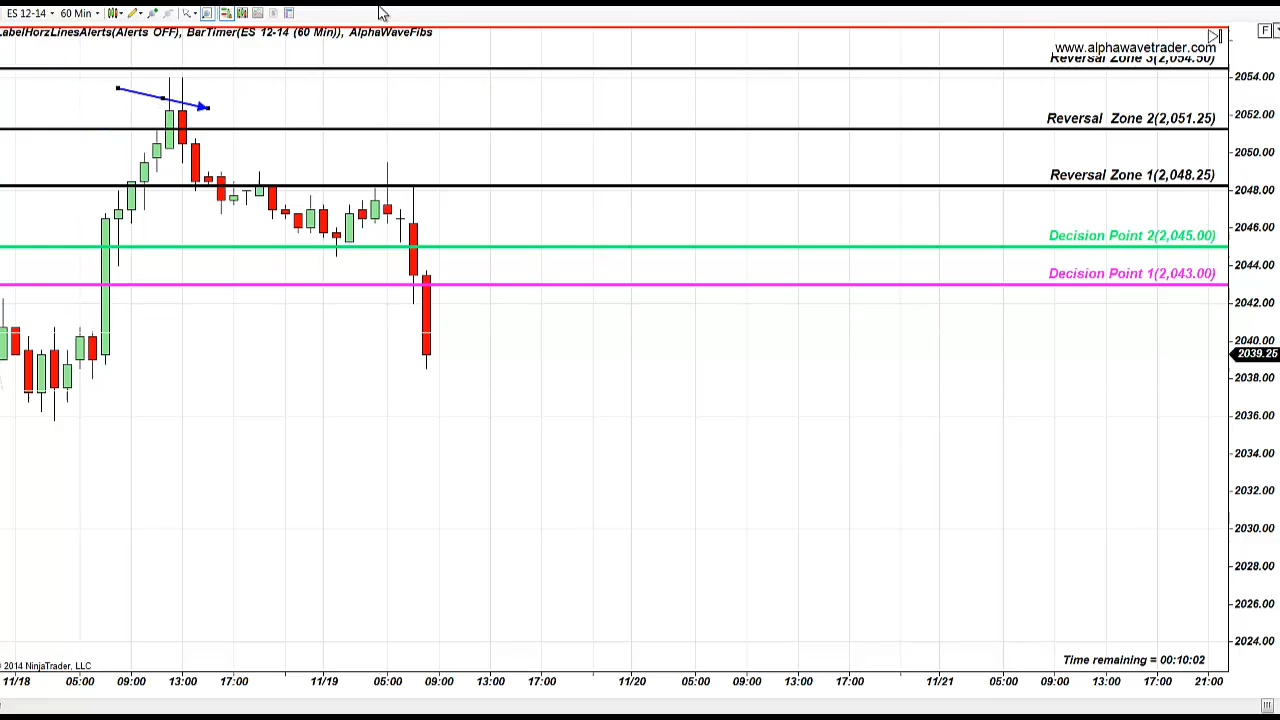 ES 12-14 60 Min
LabelHorzLinesAlerts(Alerts OFF), BarTimer(ES 12-14 (60 Min)), AlphaWaveFibs
F
www.alphawavetrader.com
Reversal Zone 3(2,054.50)
2054.00
2052.00
Reversal Zone 2(2,051.25)
2050.00
Reversal Zone 1(2,048.25)
2048.00
2046.00
Decision Point 2(2,045.00)
2044.00
Decision Point 1(2,043.00)
2042.00
2040.00
2039.25
2038.00
2036.00
2034.00
2032.00
2030.00
2028.00
2026.00
2024.00
Time remaining = 00:10:02
© 2014 NinjaTrader, LLC
11/18 05:00 09:00 13:00 17:00 11/19 05:00 09:00 13:00 17:00 11/20 05:00 09:00 13:00 17:00 11/21 05:00 09:00 13:00 17:00 21:00